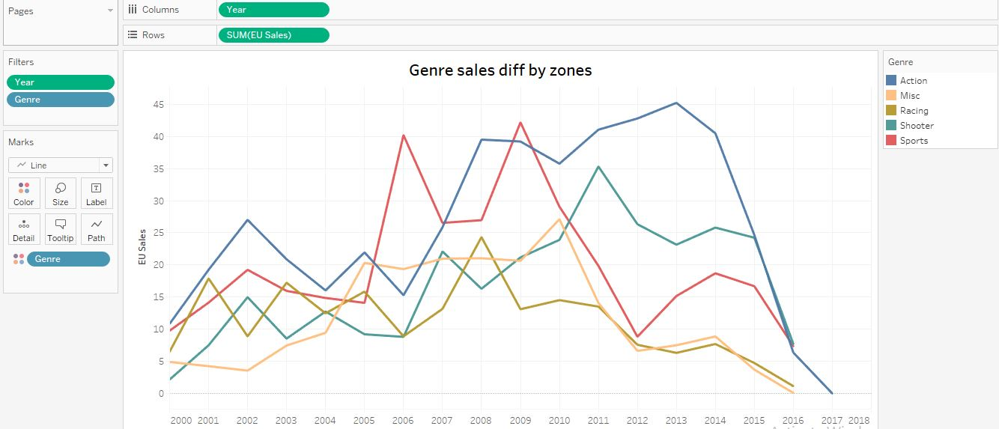 Pages
Columns
Year
Rows
SUM(EU Sales)
Filters
Year
Genre
Marks
Line
Color
Size
Label
Detail
Tooltip
Path
Genre
Genre sales diff by zones
EU Sales
45
40
35
30
25
20
15
10
5
0
2000 2001 2002 2003 2004 2005 2006 2007 2008 2009 2010 2011 2012 2013 2014 2015 2016 2017 2018
Genre
Action
Misc
Racing
Shooter
Sports